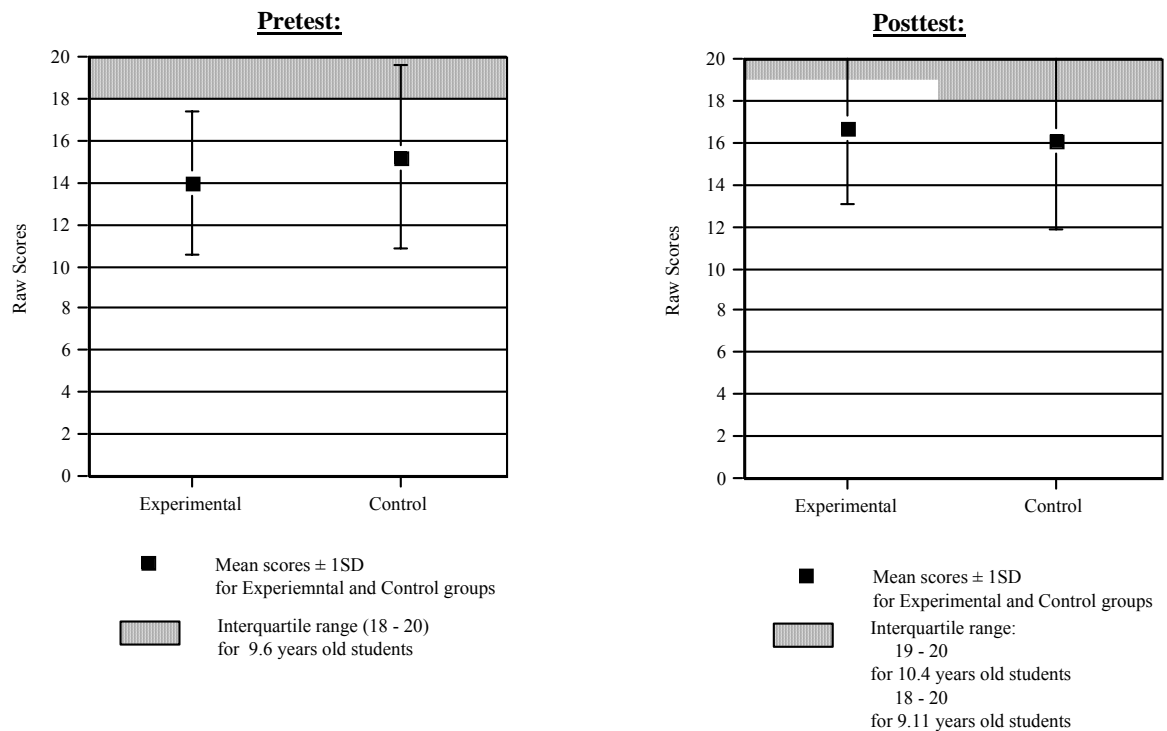 Pretest:
20
18
16
14
12
10
8
6
4
2
0
Raw Scores
Experimental Control
Mean scores ± 1SD
for Experiemntal and Control groups
Interquartile range (18 - 20)
for 9.6 years old students
Posttest:
20
18
16
14
12
10
8
6
4
2
0
Raw Scores
Experimental Control
Mean scores ± 1SD
for Experimental and Control groups
Interquartile range:
19 - 20
for 10.4 years old students
18 - 20
for 9.11 years old students